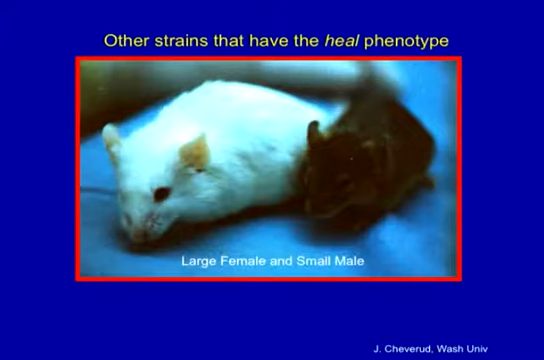 Other strains that have the heal phenotype
Large Female and Small Male
J. Cheverud, Wash Univ